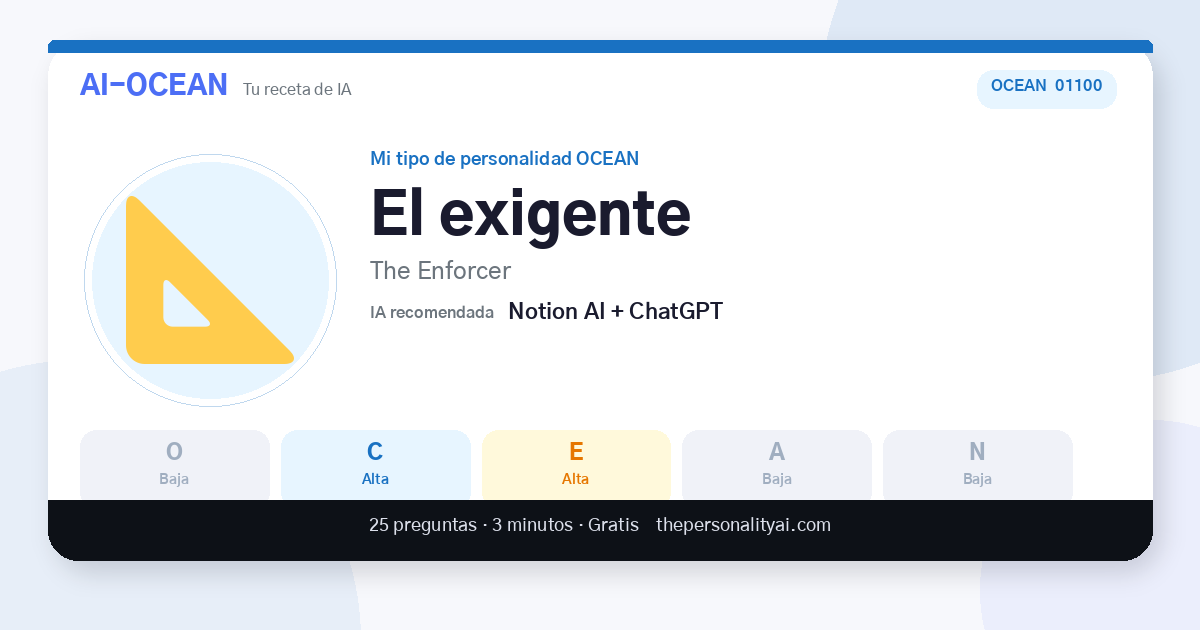 AI-OCEAN Tu receta de IA
OCEAN 01100
Mi tipo de personalidad OCEAN
El exigente
The Enforcer
IA recomendada Notion AI + ChatGPT
O C E A N
Baja Alta Alta Baja Baja
25 preguntas · 3 minutos · Gratis thepersonalityai.com